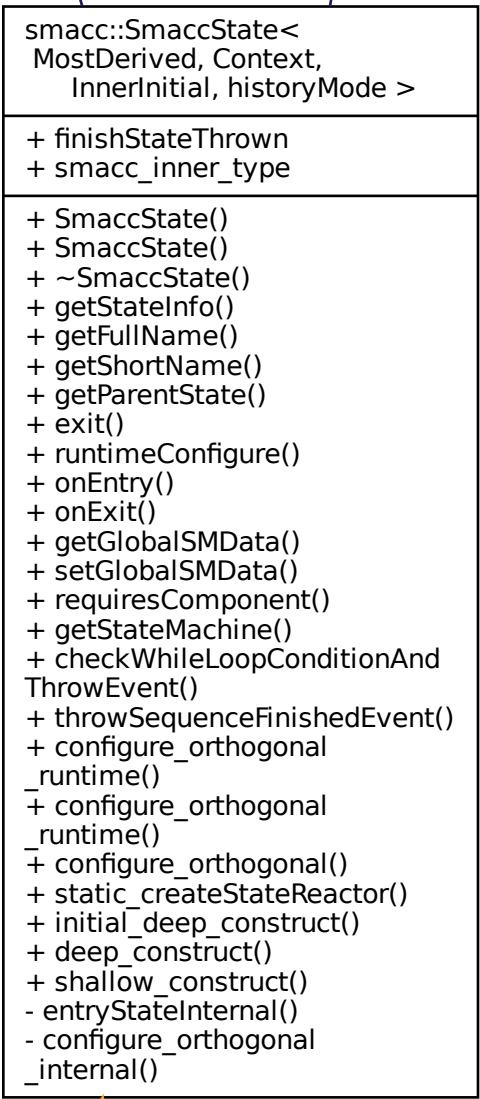 smacc::SmaccState<
MostDerived, Context,
InnerInitial, historyMode >
+ finishStateThrown
+ smacc_inner_type
+ SmaccState()
+ SmaccState()
+ ~SmaccState()
+ getStateInfo()
+ getFullName()
+ getShortName()
+ getParentState()
+ exit()
+ runtimeConfigure()
+ onEntry()
+ onExit()
+ getGlobalSMData()
+ setGlobalSMData()
+ requiresComponent()
+ getStateMachine()
+ checkWhileLoopConditionAnd
ThrowEvent()
+ throwSequenceFinishedEvent()
+ configure_orthogonal
_runtime()
+ configure_orthogonal
_runtime()
+ configure_orthogonal()
+ static_createStateReactor()
+ initial_deep_construct()
+ deep_construct()
+ shallow_construct()
- entryStateInternal()
- configure_orthogonal
_internal()